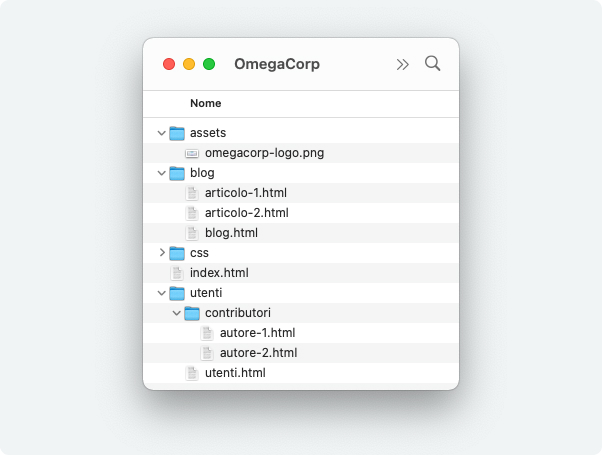 OmegaCorp
Nome
assets
omegacorp-logo.png
blog
articolo-1.html
articolo-2.html
blog.html
css
index.html
utenti
contributori
autore-1.html
autore-2.html
utenti.html